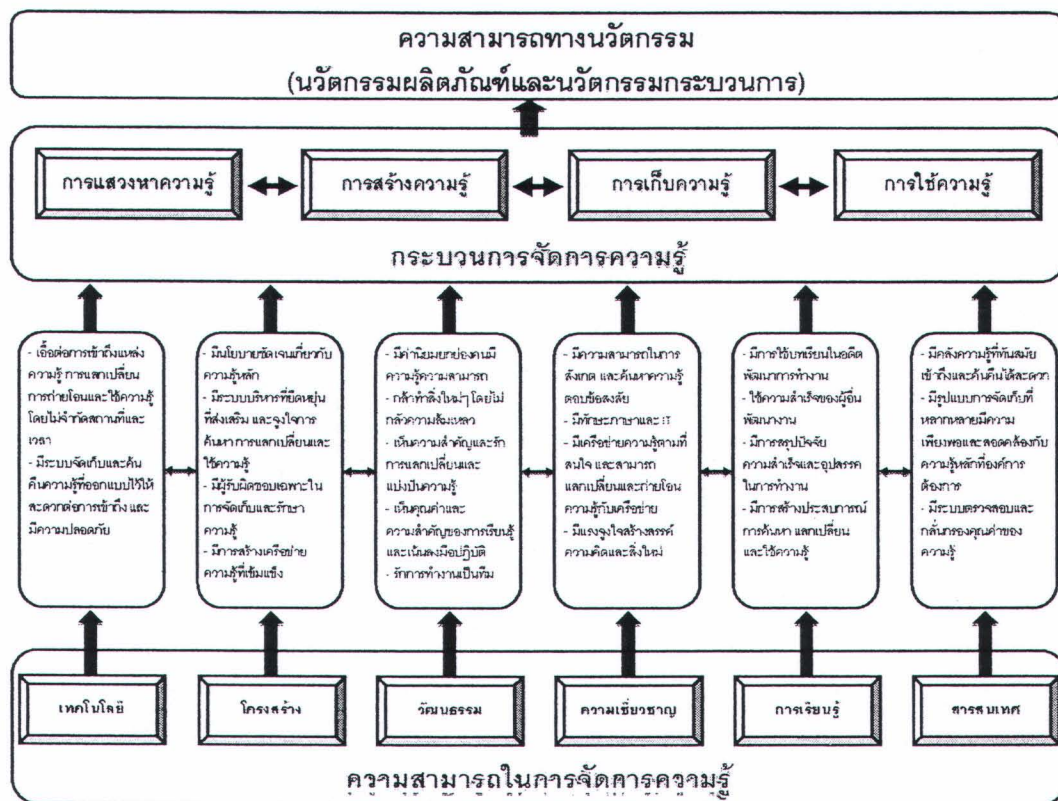 ความสามารถทางนวัตกรรม
(นวัตกรรมผลิตภัณฑ์และนวัตกรรมกระบวนการ)
การแสวงหาความรู้
การสร้างความรู้
การเก็บความรู้
การใช้ความรู้
กระบวนการจัดการความรู้
- เอื้อต่อการเข้าถึงแหล่ง
ความรู้ การแลกเปลี่ยน
การถ่ายโอนและใช้ความรู้
โดยไม่จำกัดสถานที่และ
เวลา
- มีระบบจัดเก็บและค้น
คืนความรู้ที่ออกแบบไว้ให้
สะดวกต่อการเข้าถึง และ
มีความปลอดภัย
- มีนโยบายชัดเจนเกี่ยวกับ
ความรู้หลัก
- มีระบบบริหารที่ยืดหยุ่น
ที่ส่งเสริม และจูงใจการ
ค้นหา การแลกเปลี่ยนและ
ใช้ความรู้
- มีผู้รับผิดชอบเฉพาะใน
การจัดเก็บและรักษา
ความรู้
- มีการสร้างเครือข่าย
ความรู้ที่เข้มแข็ง
- มีค่านิยมยกย่องคนมี
ความรู้ความสามารถ
- กล้าทำสิ่งใหม่ๆ โดยไม่
กลัวความล้มเหลว
- เห็นความสำคัญและรัก
การแลกเปลี่ยนและ
แบ่งปันความรู้
- เห็นคุณค่าและ
ความสำคัญของการเรียนรู้
และเน้นลงมือปฏิบัติ
- รักการทำงานเป็นทีม
- มีความสามารถในการ
สังเกต และค้นหาความรู้
ตอบข้อสงสัย
- มีทักษะภาษาและ IT
- มีเครือข่ายความรู้ตามที่
สนใจ และสามารถ
แลกเปลี่ยนและถ่ายโอน
ความรู้กับเครือข่าย
- มีแรงจูงใจสร้างสรรค์
ความคิดและสิ่งใหม่
- มีการใช้บทเรียนในอดีต
พัฒนาการทำงาน
- ใช้ความสำเร็จของผู้อื่น
พัฒนางาน
- มีการสรุปปัจจัย
ความสำเร็จและอุปสรรค
ในการทำงาน
- มีการสร้างประสบการณ์
การค้นหา แลกเปลี่ยน
และใช้ความรู้
- มีคลังความรู้ที่ทันสมัย
เข้าถึงและค้นคืนได้สะดวก
- มีรูปแบบการจัดเก็บที่
หลากหลายมีความ
เพียงพอและสอดคล้องกับ
ความรู้หลักที่องค์การ
ต้องการ
- มีระบบตรวจสอบและ
กลั่นกรองคุณค่าของ
ความรู้
เทคโนโลยี
โครงสร้าง
วัฒนธรรม
ความเชี่ยวชาญ
การเรียนรู้
สารสนเทศ
ความสามารถในการจัดการความรู้